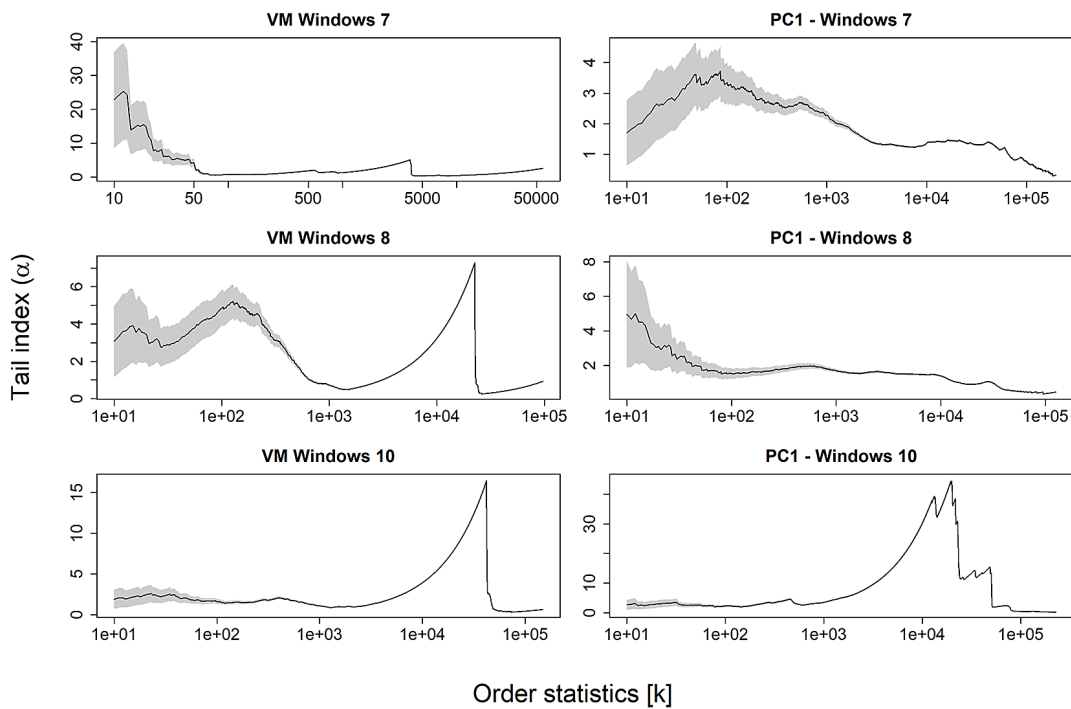 VM Windows 7
PC1 - Windows 7
0 10 20 30 40
10 50 500 5000 50000
1 2 3 4
1e+01 1e+02 1e+03 1e+04 1e+05
VM Windows 8
PC1 - Windows 8
0 2 4 6
1e+01 1e+02 1e+03 1e+04 1e+05
2 4 6 8
1e+01 1e+02 1e+03 1e+04 1e+05
Tail index (α)
VM Windows 10
PC1 - Windows 10
0 5 10 15
1e+01 1e+02 1e+03 1e+04 1e+05
0 10 30
1e+01 1e+02 1e+03 1e+04 1e+05
Order statistics [k]